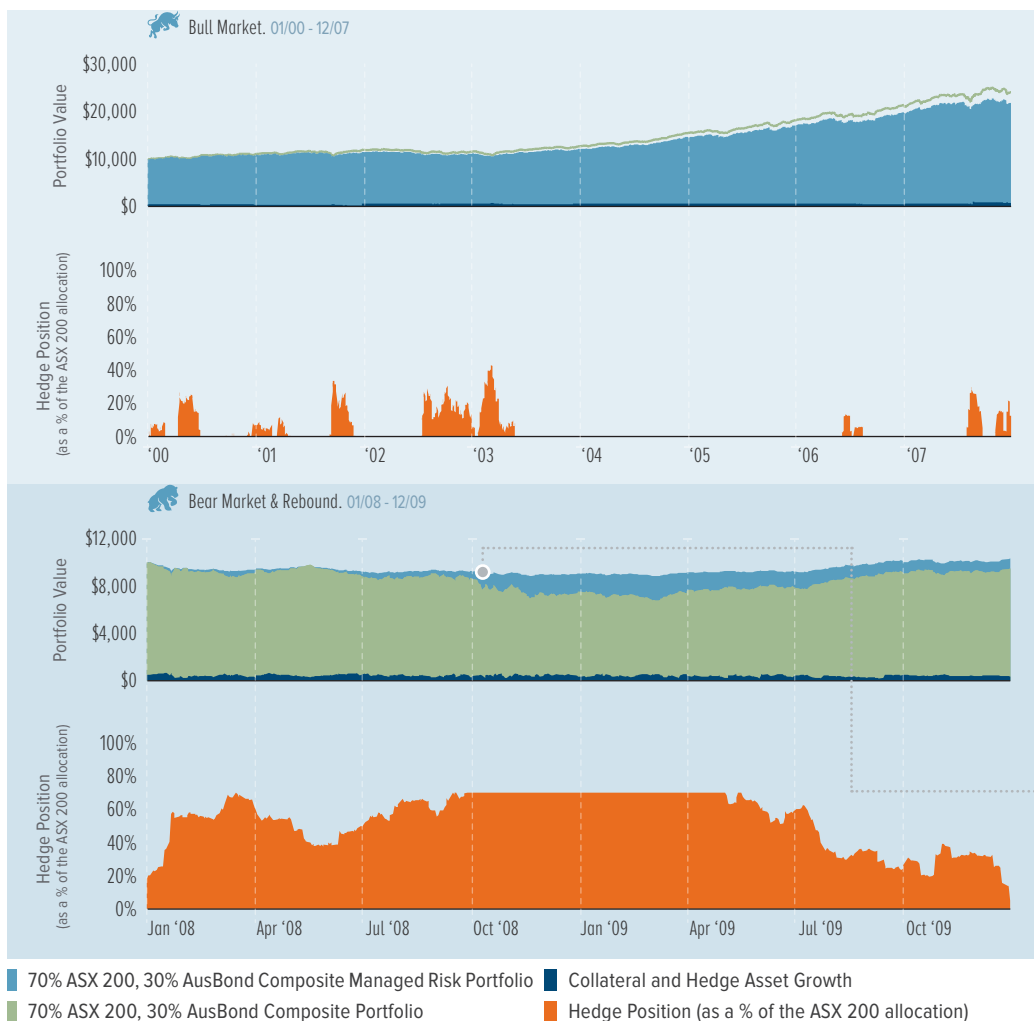 Bull Market. 01/00 - 12/07
$30,000
$20,000
$10,000
$0
Portfolio Value
100%
80%
60%
40%
20%
0%
Hedge Position
(as a % of the ASX 200 allocation)
'00 '01 '02 '03 '04 '05 '06 '07
Bear Market & Rebound. 01/08 - 12/09
$12,000
$8,000
$4,000
$0
Portfolio Value
100%
80%
60%
40%
20%
0%
Hedge Position
(as a % of the ASX 200 allocation)
Jan ‘08 Apr ‘08 Jul ‘08 Oct ‘08 Jan ‘09 Apr ‘09 Jul ‘09 Oct ‘09
70% ASX 200, 30% AusBond Composite Managed Risk Portfolio Collateral and Hedge Asset Growth
70% ASX 200, 30% AusBond Composite Portfolio Hedge Position (as a % of the ASX 200 allocation)